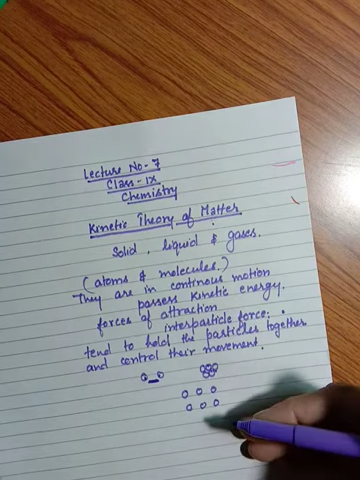 Lecture No-7
Class-IX
Chemistry
Kinetic Theory of Matter
Solid, liquid & gases.
(atoms & molecules.)
They are in continous motion
posses kinetic energy.
forces of attraction
interparticle force.
tend to hold the particles together
and control their movement.